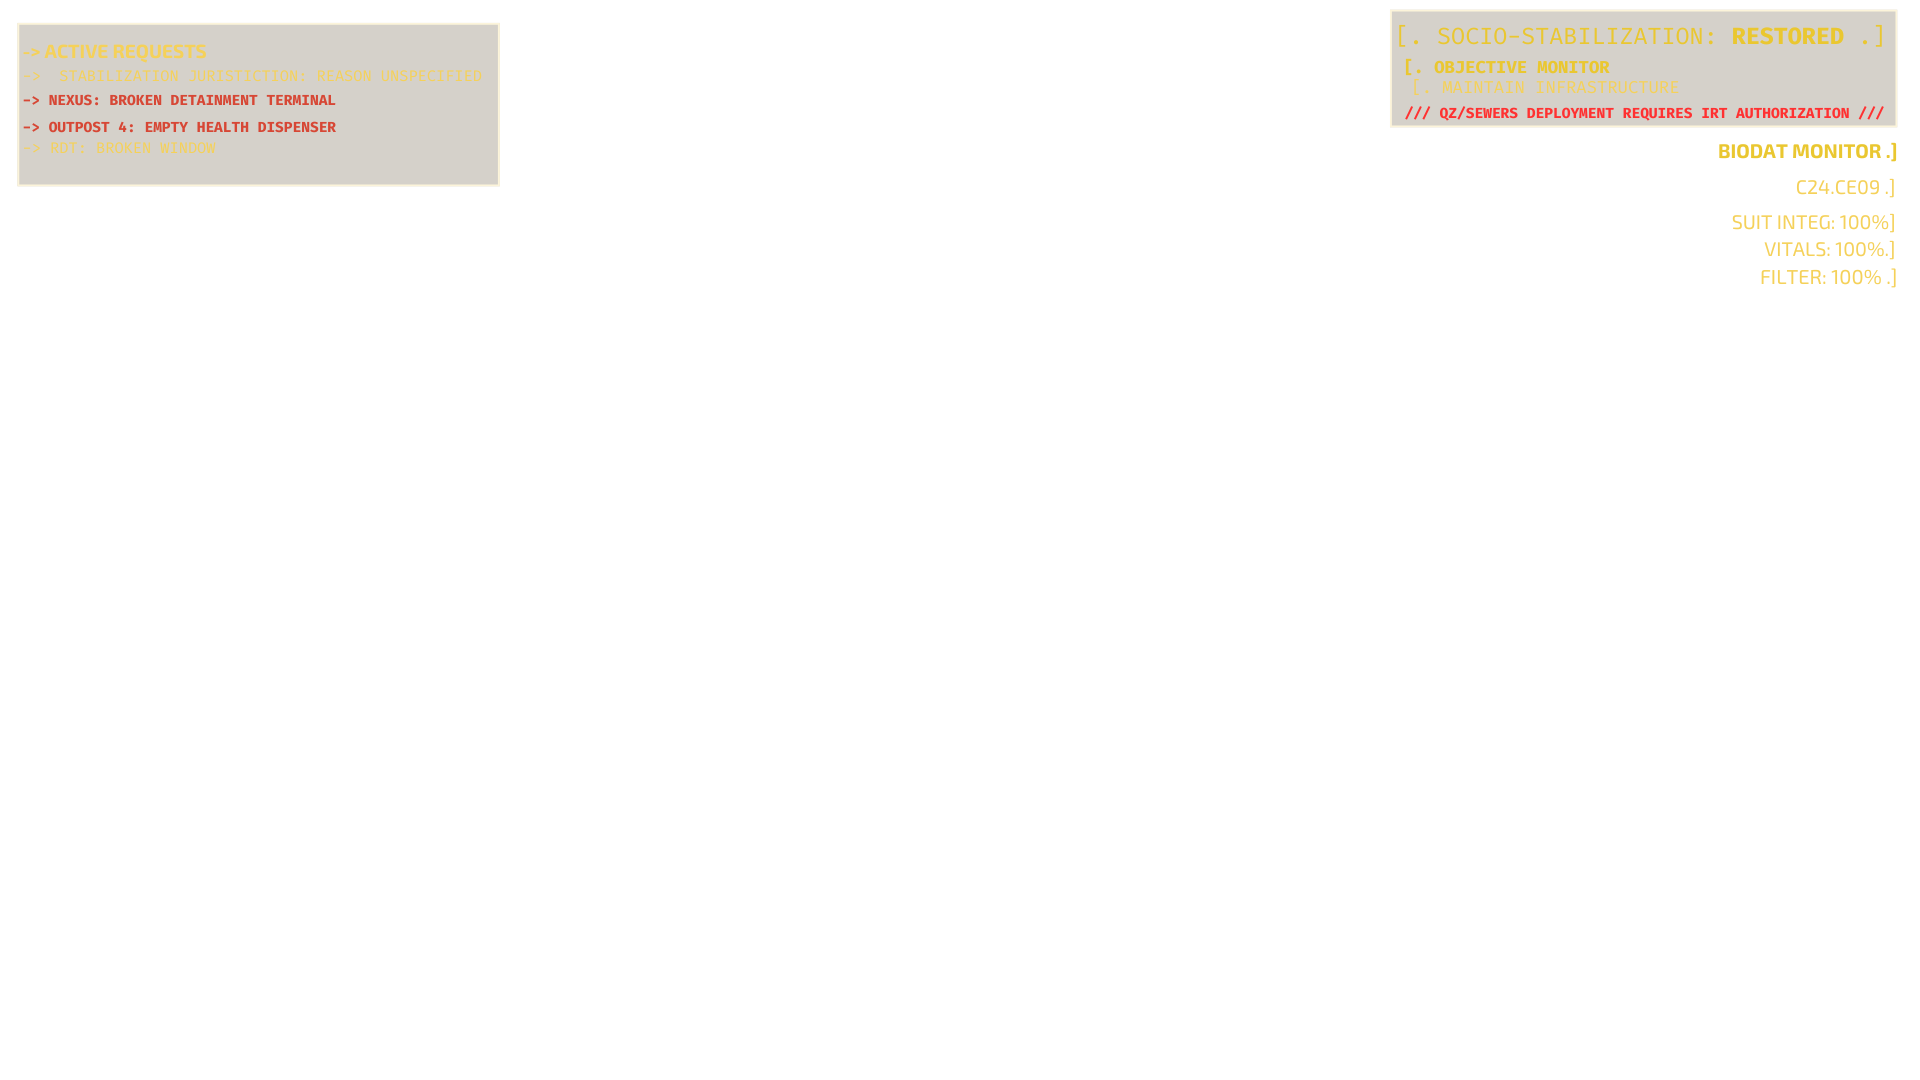 -> ACTIVE REQUESTS
-> STABILIZATION JURISTICTION: REASON UNSPECIFIED
-> NEXUS: BROKEN DETAINMENT TERMINAL
-> OUTPOST 4: EMPTY HEALTH DISPENSER
-> BROKEN WINDOW
[. SOCIO-STABILIZATION: RESTORED .]
[. OBJECTIVE MONITOR
[. MAINTAIN INFRASTRUCTURE
/// QZ/SEWERS DEPLOYMENT REQUIRES IRT AUTHORIZATION ///
BIODAT MONITOR .]
C24.CE09 .]
SUIT INTEG: 100%]
VITALS: 100%.]
FILTER: 100% .]